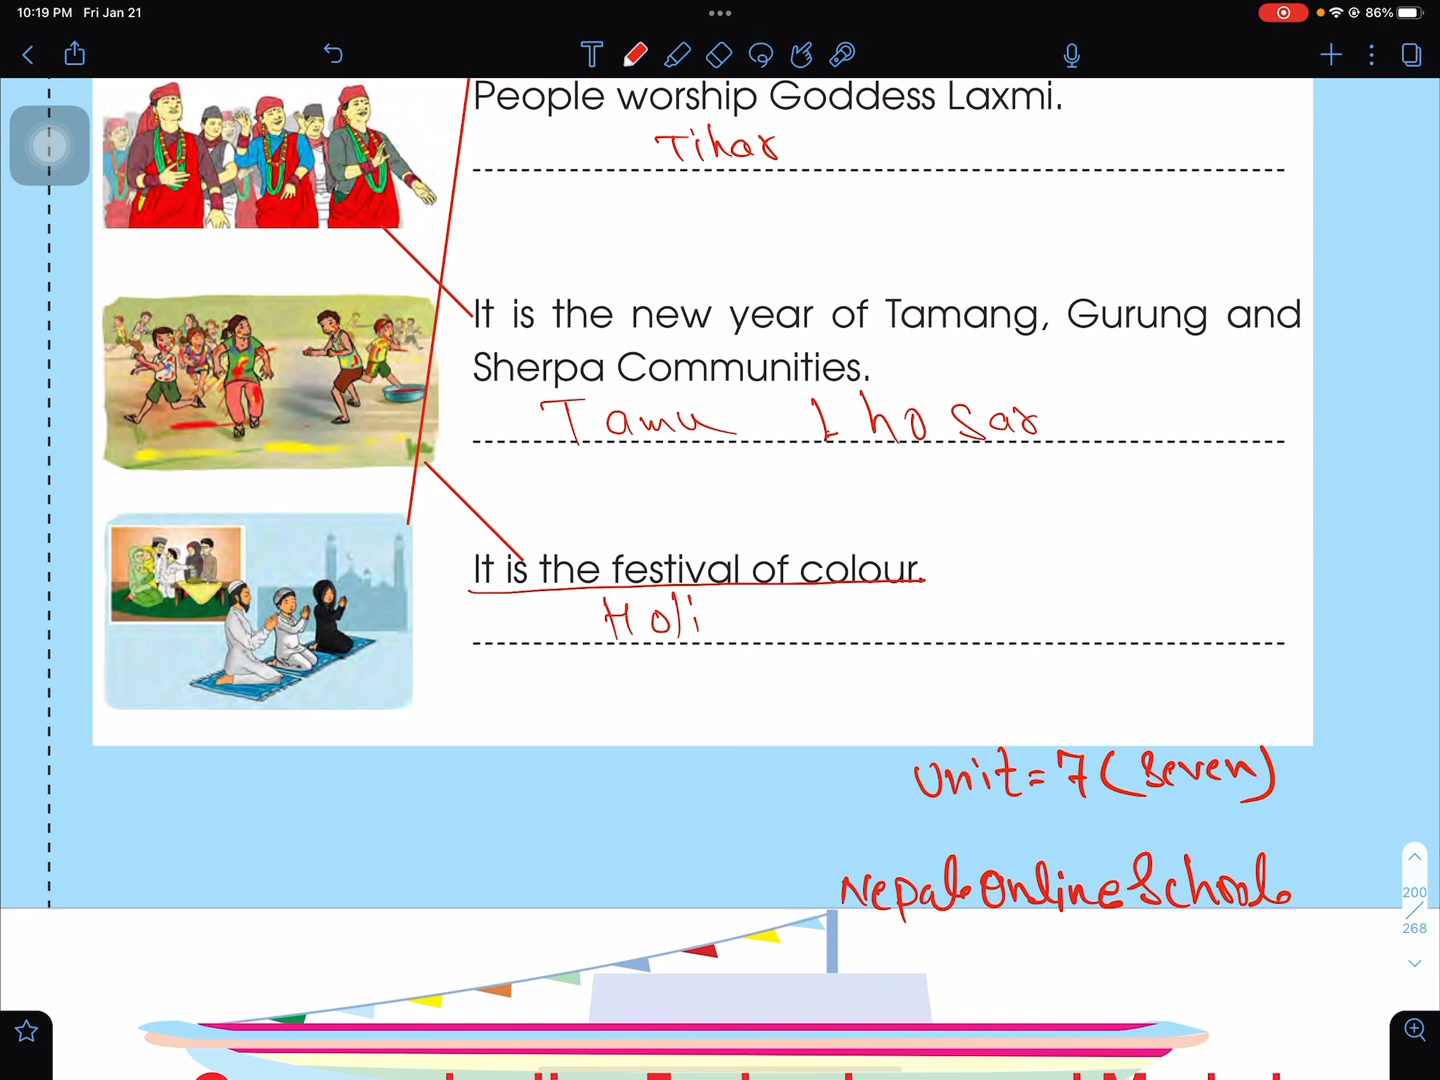 10:19 PM Fri Jan 21
86%
People worship Goddess Laxmi.
Tihar
It is the new year of Tamang, Gurung and
Sherpa Communities.
Tamu Lhosar
It is the festival of colour.
Holi
Unit = 7 (Seven)
Nepal Online School
200
268